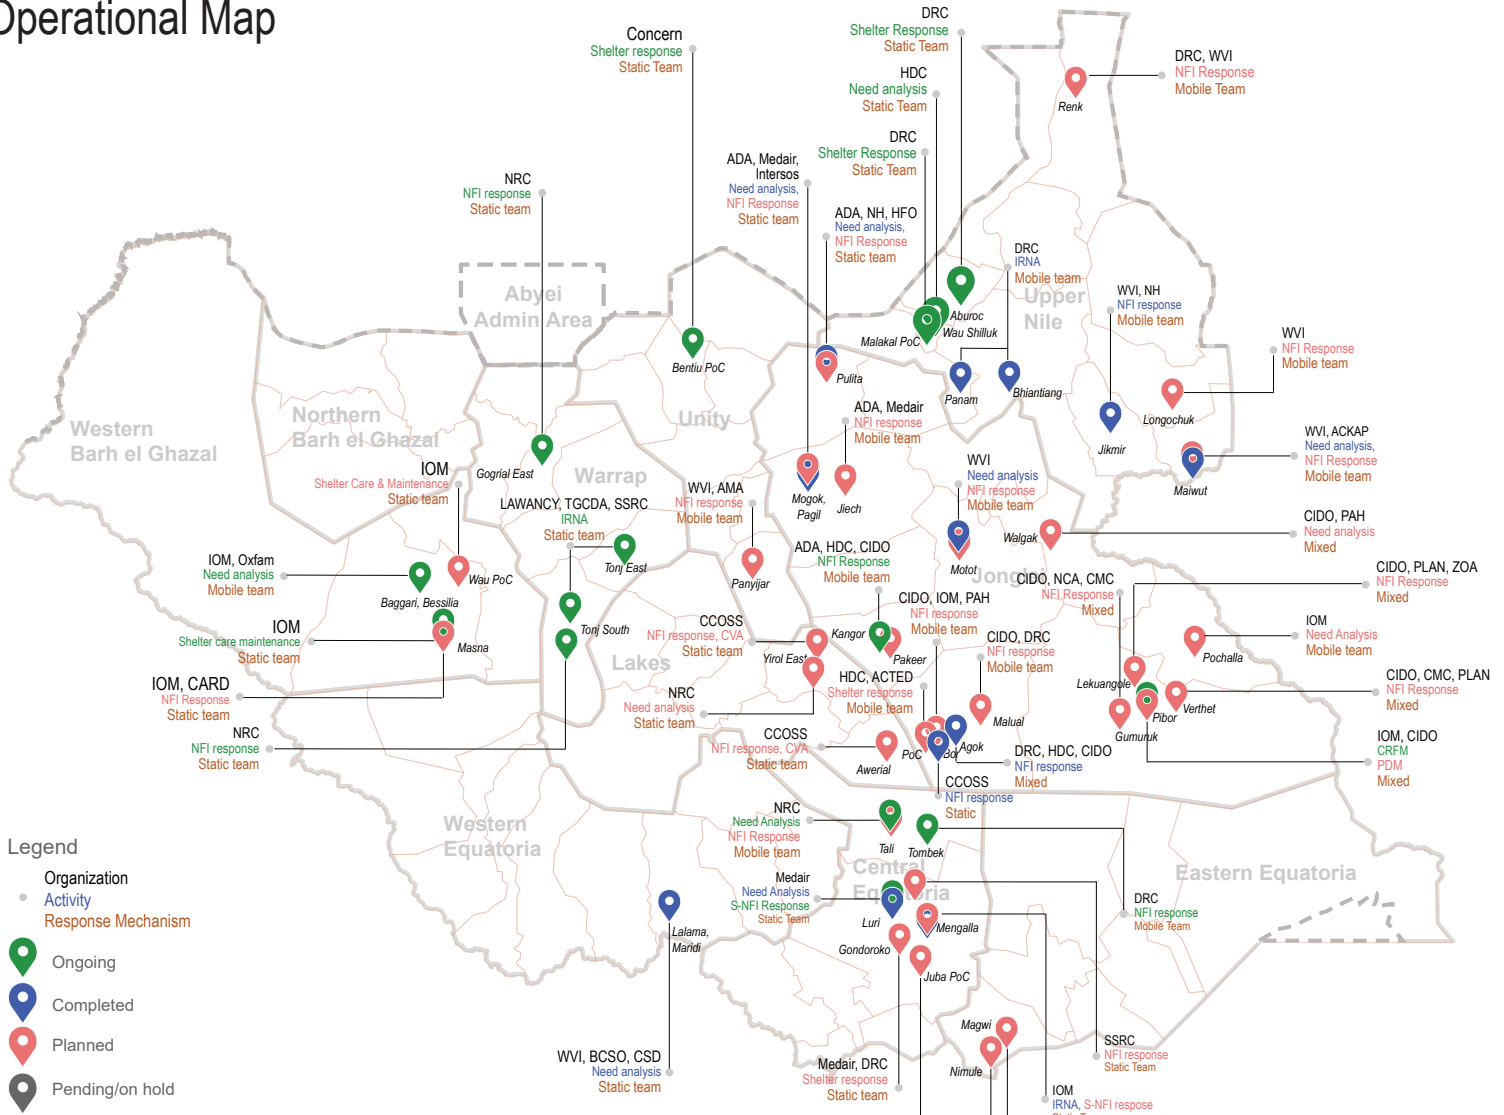 Operational Map
Concern
Shelter response
Static Team
DRC
Shelter Response
Static Team
HDC
Need analysis
Static Team
DRC
Shelter Response
Static Team
DRC, WVI
NFI Response
Mobile Team
Renk
ADA, Medair,
Intersos
Need analysis,
NFI Response
Static team
NRC
NFI response
Static team
ADA, NH, HFO
Need analysis,
NFI Response
Static team
DRC
IRNA
Mobile team
WVI, NH
NFI response
Mobile team
WVI
NFI Response
Mobile team
Abyei
Admin Area
Upper
Nile
Aburoc
Wau Shilluk
Malakal PoC
Bentiu PoC
Pulita
Panam
Bhiantiang
Longochuk
Jikmir
Maiwut
WVI, ACKAP
Need analysis,
NFI Response
Mobile team
Western
Barh el Ghazal
Northern
Barh el Ghazal
Unity
Warrap
Gogrial East
ADA, Medair
NFI response
Mobile team
IOM
Shelter Care & Maintenance
Static team
LAWANCY, TGCDA, SSRC
IRNA
Static team
WVI, AMA
NFI response
Mobile team
Mogok,
Pagil
Jiech
WVI
Need analysis
NFI response
Mobile team
Walgak
CIDO, PAH
Need analysis
Mixed
IOM, Oxfam
Need analysis
Mobile team
Baggari, Bessilia
Wau PoC
Tonj East
Panyijar
ADA, HDC, CIDO
NFI Response
Mobile team
Motot
CIDO, NCA, CMC
NFI Response
Mixed
CIDO, PLAN, ZOA
NFI Response
Mixed
IOM
Shelter care maintenance
Static team
Masna
Tonj South
CCOSS
NFI response, CVA
Static team
Yirol East
Kangor
Pakeer
CIDO, IOM, PAH
NFI response
Mobile team
CIDO, DRC
NFI response
Mobile team
IOM
Need Analysis
Mobile team
Pochalla
Lakes
IOM, CARD
NFI Response
Static team
NRC
Need analysis
Static team
HDC, ACTED
Shelter response
Mobile team
Malual
Lekuangole
Gumuruk
Pibor
Verthet
CIDO, CMC, PLAN
NFI Response
Mixed
NRC
NFI response
Static team
CCOSS
NFI response, CVA
Static team
Awerial
PoC
Bor
Agok
DRC, HDC, CIDO
NFI response
Mixed
IOM, CIDO
CRFM
PDM
Mixed
CCOSS
NFI response
Static
NRC
Need Analysis
NFI Response
Mobile team
Tali
Tombek
Western
Equatoria
Central
Equatoria
Eastern Equatoria
Medair
Need Analysis
S-NFI Response
Static Team
Luri
Mengalla
Gondoroko
Juba PoC
DRC
NFI response
Mobile Team
Lalama,
Maridi
Magwi
Nimule
SSRC
NFI response
Static Team
WVI, BCSO, CSD
Need analysis
Static team
Medair, DRC
Shelter response
Static team
IOM
IRNA, S-NFI respose
Legend
Organization
Activity
Response Mechanism
Ongoing
Completed
Planned
Pending/on hold